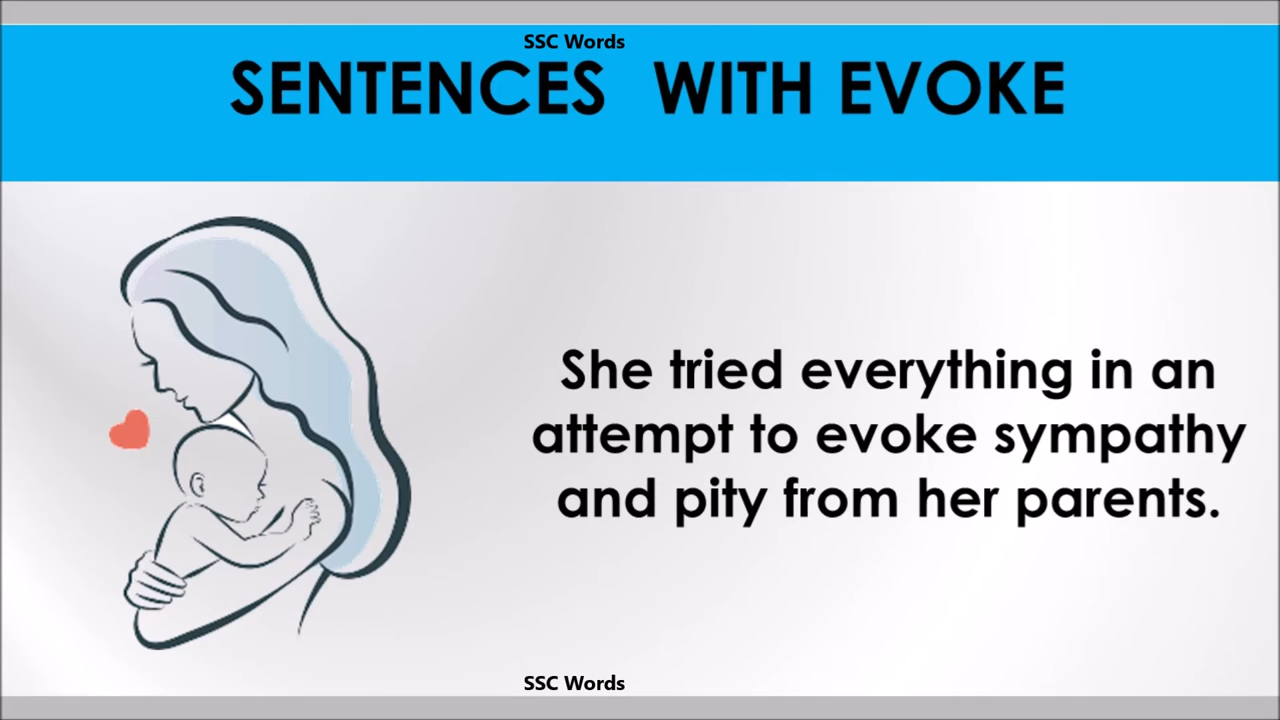 SSC Words
SENTENCES WITH EVOKE
She tried everything in an
attempt to evoke sympathy
and pity from her parents.
SSC Words